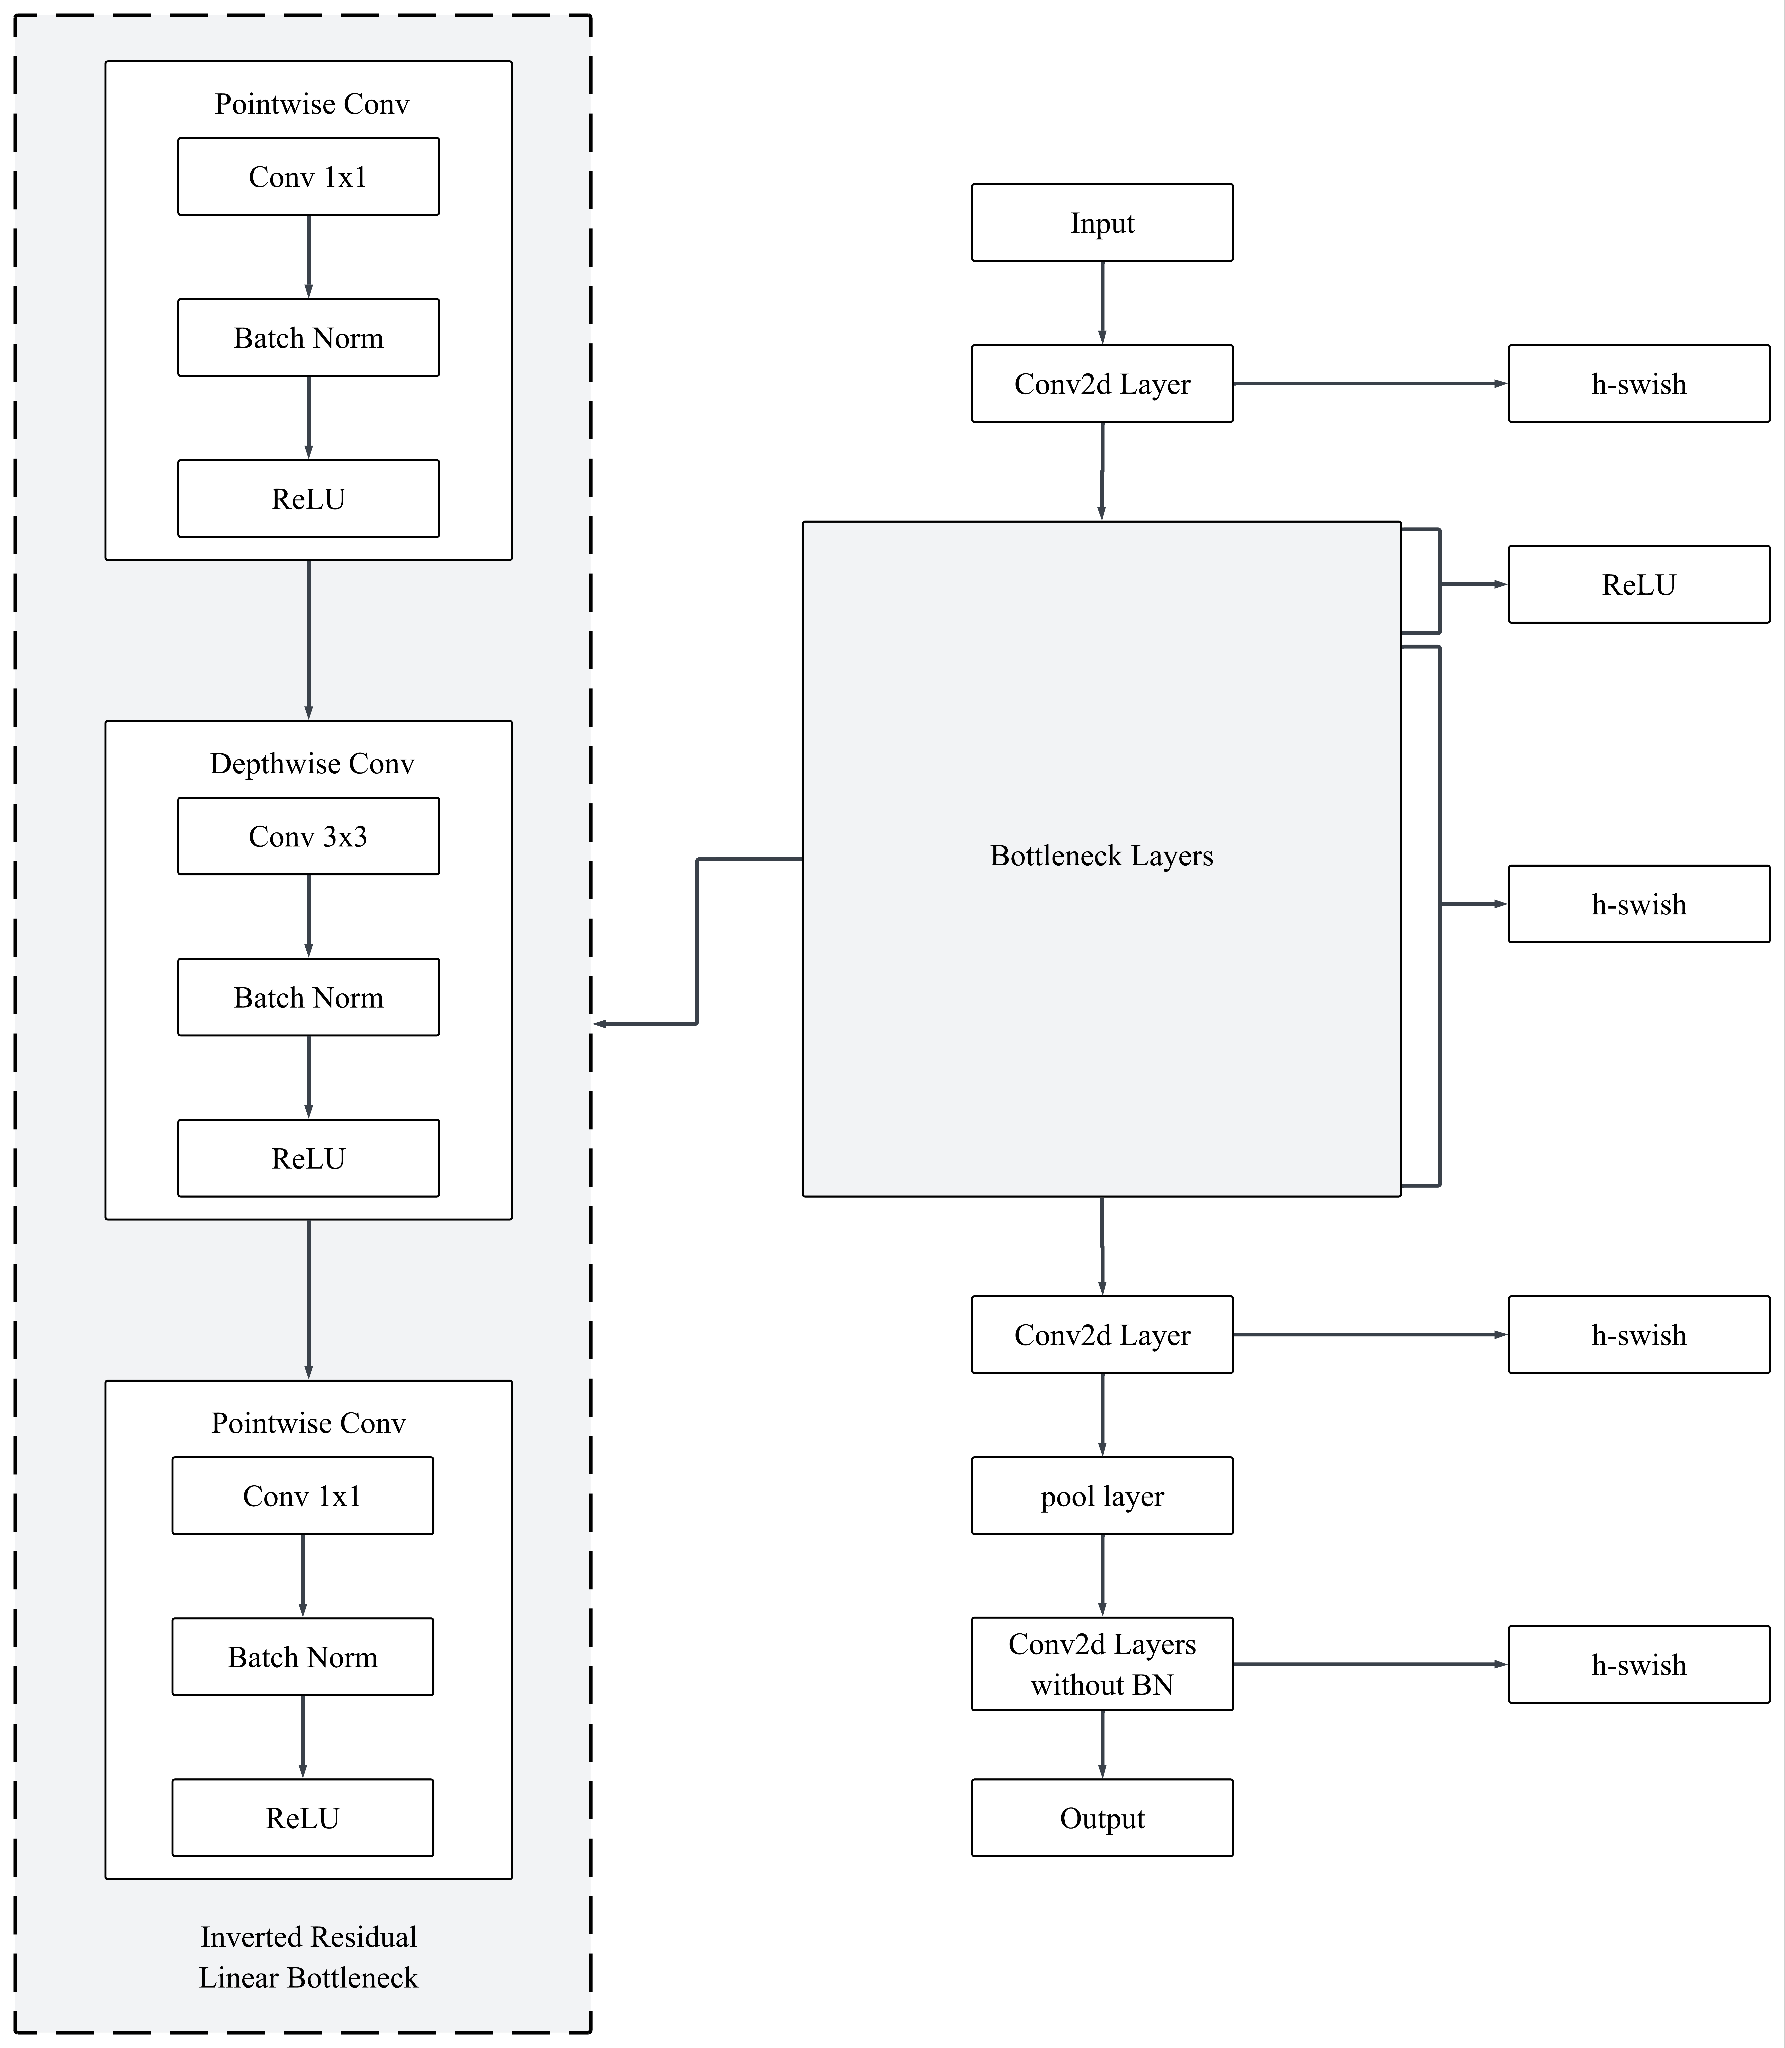 Pointwise Conv
Conv 1x1
Batch Norm
ReLU
Depthwise Conv
Conv 3x3
Batch Norm
ReLU
Pointwise Conv
Conv 1x1
Batch Norm
ReLU
Inverted Residual
Linear Bottleneck
Input
Conv2d Layer
h-swish
Bottleneck Layers
ReLU
h-swish
Conv2d Layer
h-swish
pool layer
Conv2d Layers
without BN
h-swish
Output